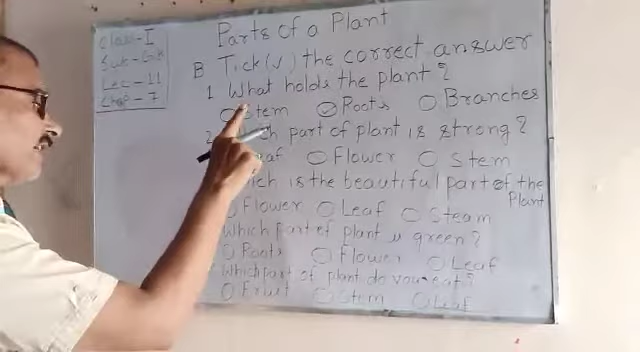 Class-I
Sub-G.K
Lec-11
Chap-7
Parts of a Plant
B Tick(✓) the correct answer
1 What holds the plant?
Stem Roots Branches
2 part of plant is strong?
Flower Stem
is the beautiful part of the
Plant
Flower Leaf Steam
Which part of plant is green?
Roots Flower Leaf
Which part of plant do you eat?
Fruit Stem Leaf